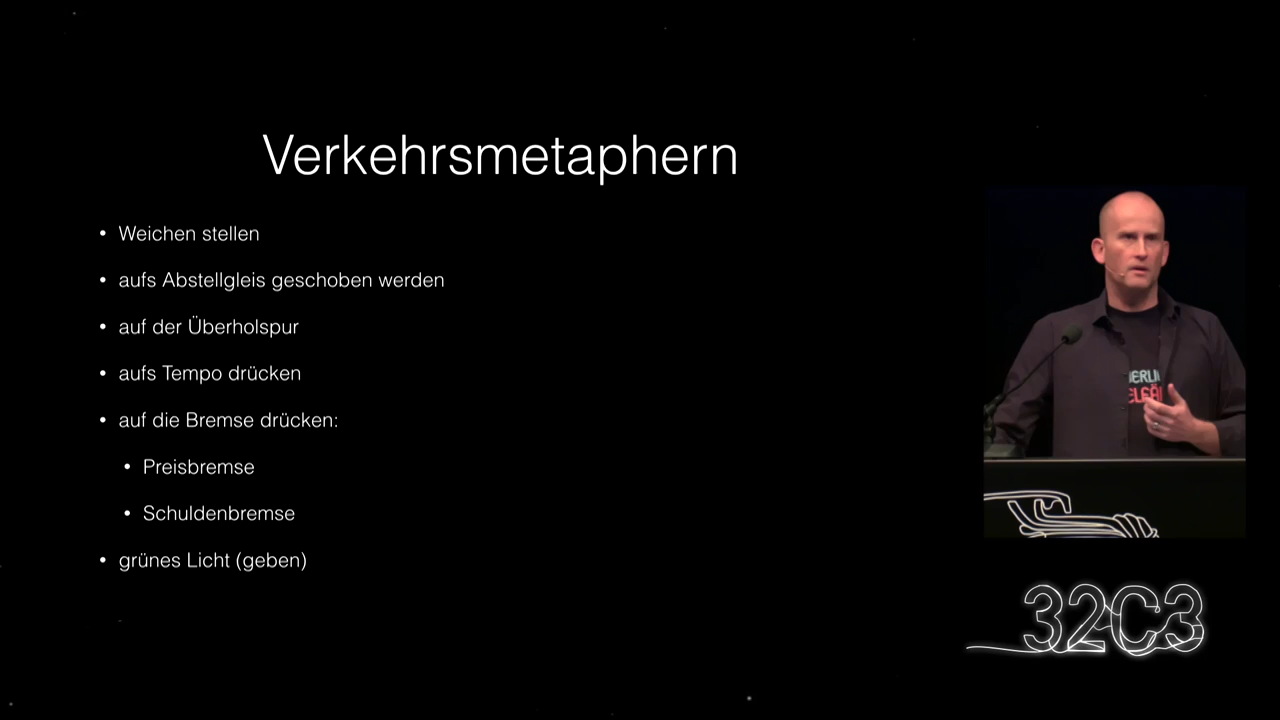 Verkehrsmetaphern
• Weichen stellen
• aufs Abstellgleis geschoben werden
• auf der Überholspur
• aufs Tempo drücken
• auf die Bremse drücken:
• Preisbremse
• Schuldenbremse
• grünes Licht (geben)
32C3